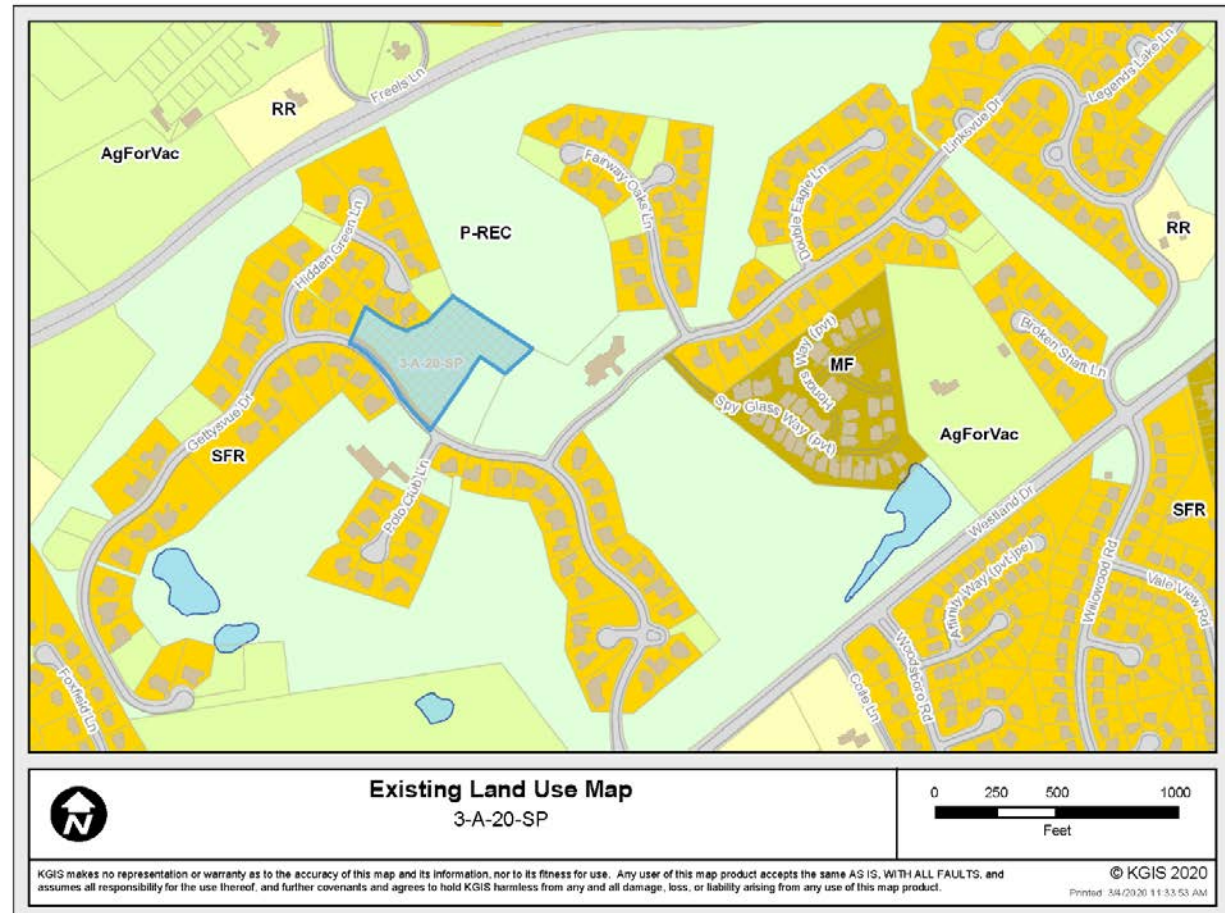 Freels Ln
Legends Lake Ln
RR
Linksvue Dr
AgForVac
Fairway Oaks Ln
Double Eagle Ln
Hidden Green Ln
P-REC
RR
Broken Shaft Ln
3-A-20-SP
MF
Honors Way (pvt)
Spy Glass Way (pvt)
Gettysvue Dr
AgForVac
SFR
Polo Club Ln
Westland Dr
SFR
Affinity Way (pvt-jpe)
Willowood Rd
Vale View Rd
Woodsboro Rd
Foxfield Ln
Coile Ln
N
Existing Land Use Map
3-A-20-SP
0 250 500 1000
Feet
KGIS makes no representation or warranty as to the accuracy of this map and its information, nor to its fitness for use. Any user of this map product accepts the same AS IS, WITH ALL FAULTS, and
assumes all responsibility for the use thereof, and further covenants and agrees to hold KGIS harmless from any and all damage, loss, or liability arising from any use of this map product.
© KGIS 2020
Printed: 3/4/2020 11:33:53 AM